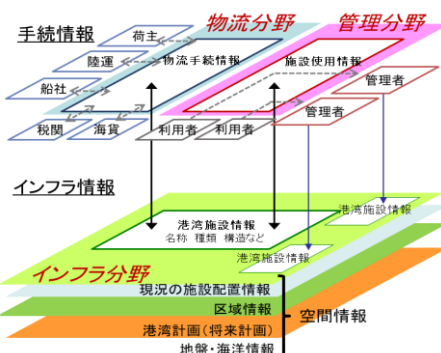 手続情報
物流分野
管理分野
荷主
陸運
物流手続情報
施設使用情報
船社
管理者
税関
海貨
利用者
利用者
管理者
インフラ情報
港湾施設情報
港湾施設情報
名称 種類 構造など
港湾施設情報
インフラ分野
現況の施設配置情報
区域情報
空間情報
港湾計画(将来計画)
地盤・海洋情報